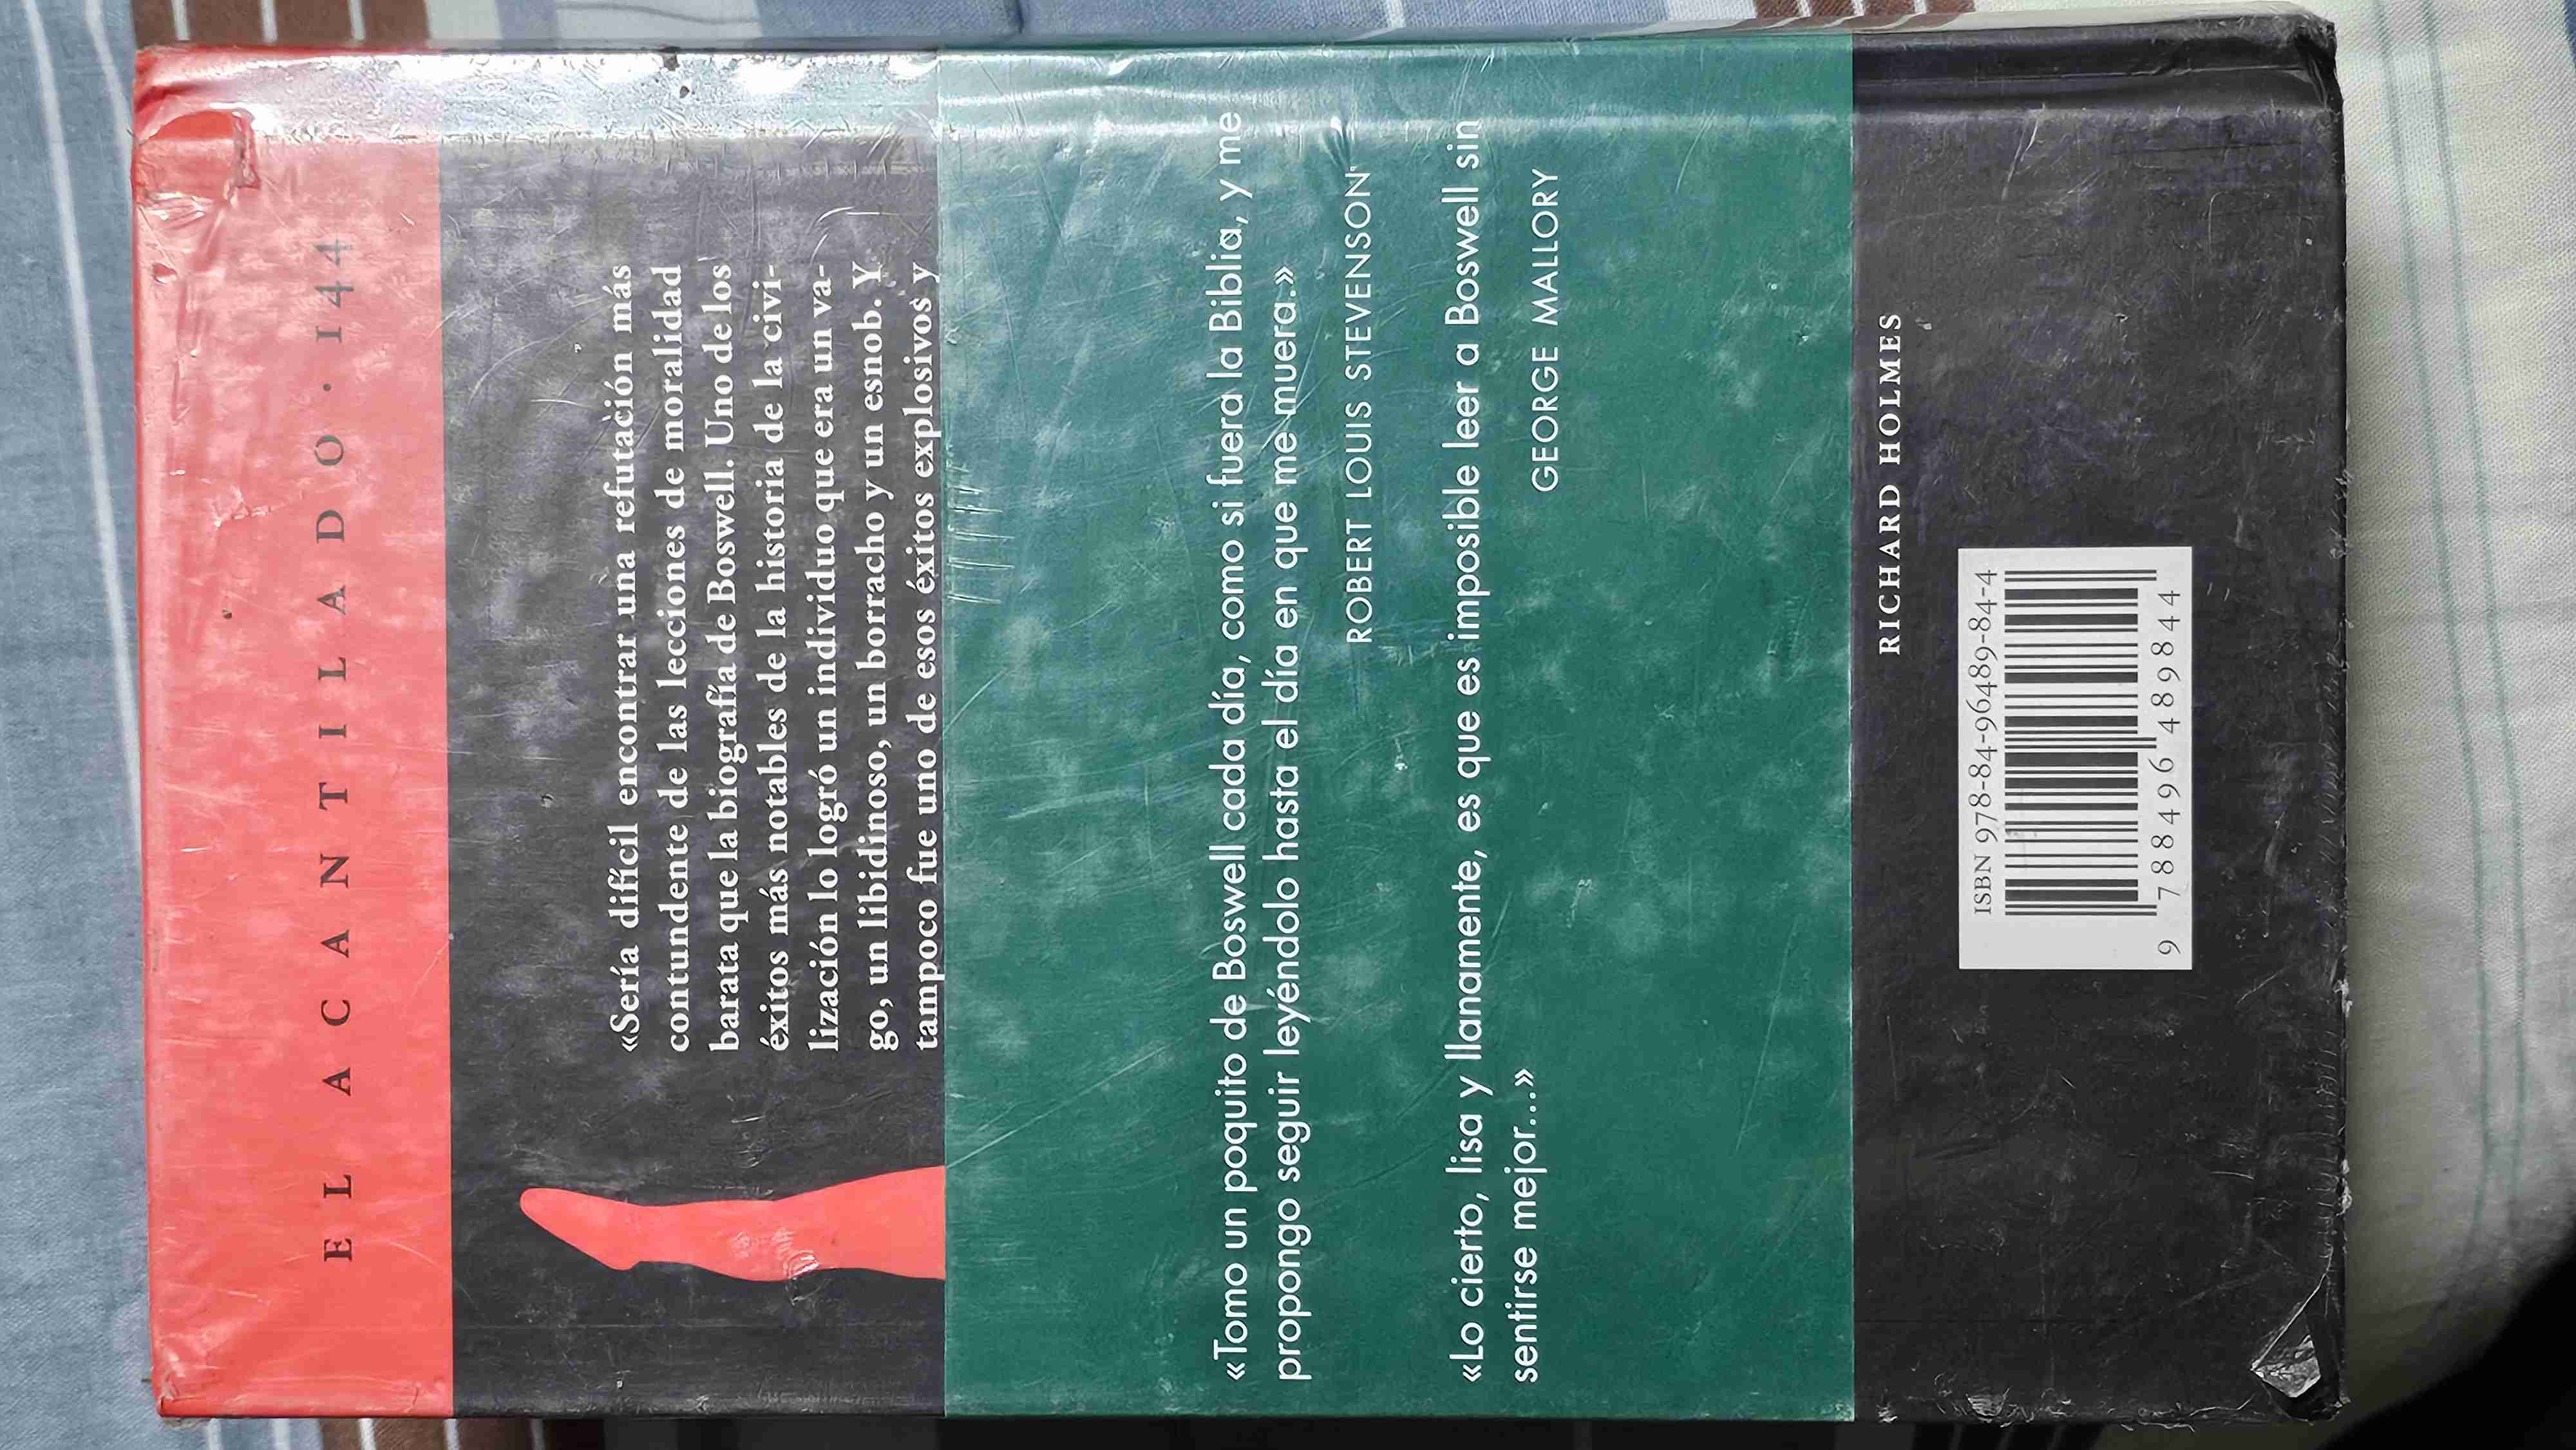 EL ACANTILADO · 144
«Sería difícil encontrar una refutación más
contundente de las lecciones de moralidad
barata que la biografía de Boswell. Uno de los
éxitos más notables de la historia de la civi-
lización lo logró un individuo que era un va-
go, un libidinoso, un borracho y un esnob. Y
tampoco fue uno de esos éxitos explosivos y
«Tomo un poquito de Boswell cada día, como si fuera la Biblia, y me
propongo seguir leyéndolo hasta el día en que me muera.»
ROBERT LOUIS STEVENSON
«Lo cierto, lisa y llanamente, es que es imposible leer a Boswell sin
sentirse mejor...»
GEORGE MALLORY
RICHARD HOLMES
ISBN 978-84-96489-84-4
9 788496 489844